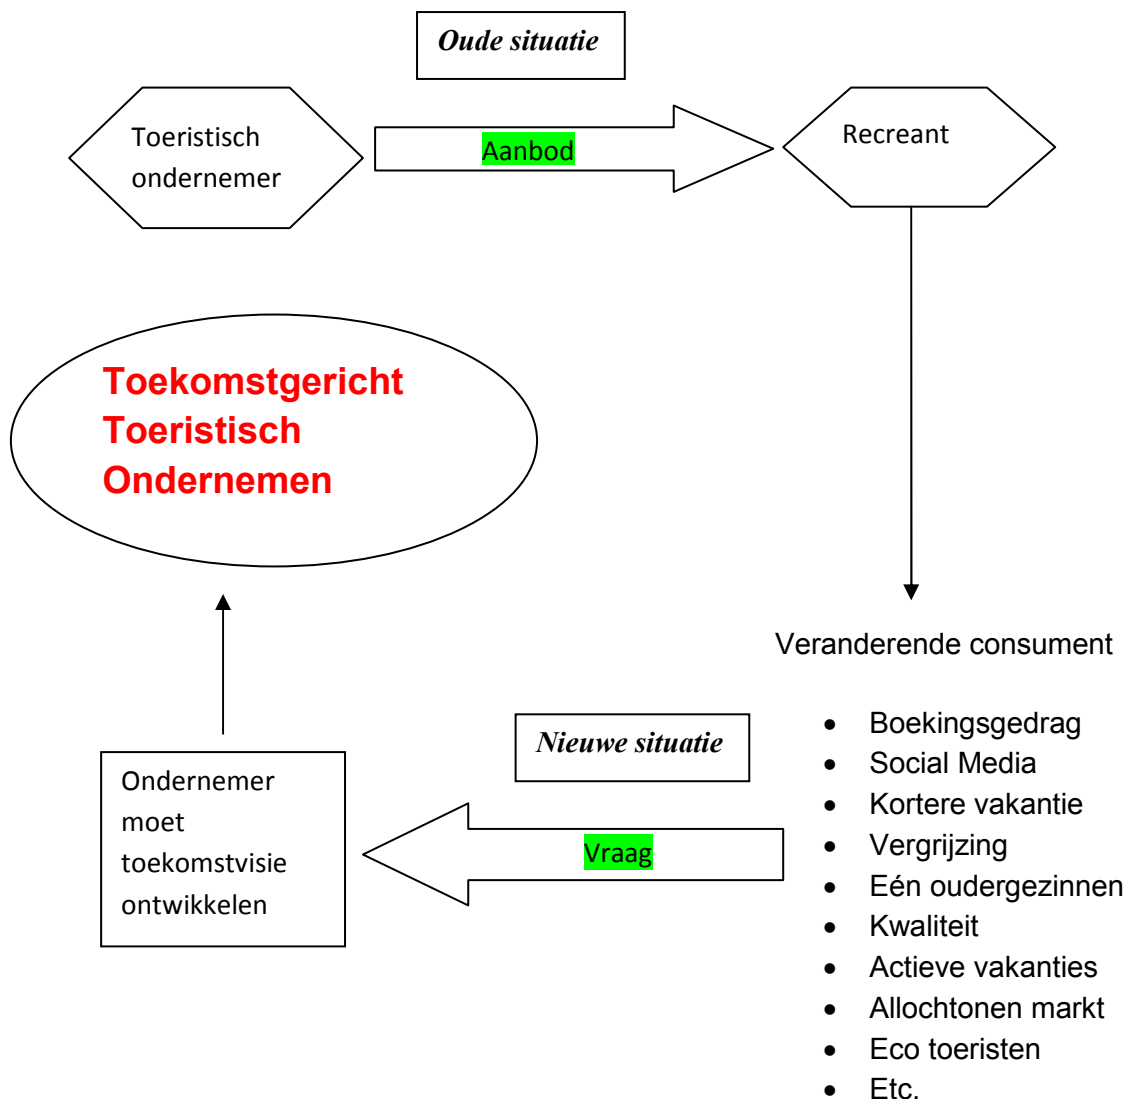 Oude situatie
Toeristisch
ondernemer
Aanbod
Recreant
Toekomstgericht
Toeristisch
Ondernemen
Veranderende consument
• Boekingsgedrag
• Social Media
• Kortere vakantie
• Vergrijzing
• Eén oudergezinnen
• Kwaliteit
• Actieve vakanties
• Allochtonen markt
• Eco toeristen
• Etc.
Nieuwe situatie
Vraag
Ondernemer
moet
toekomstvisie
ontwikkelen